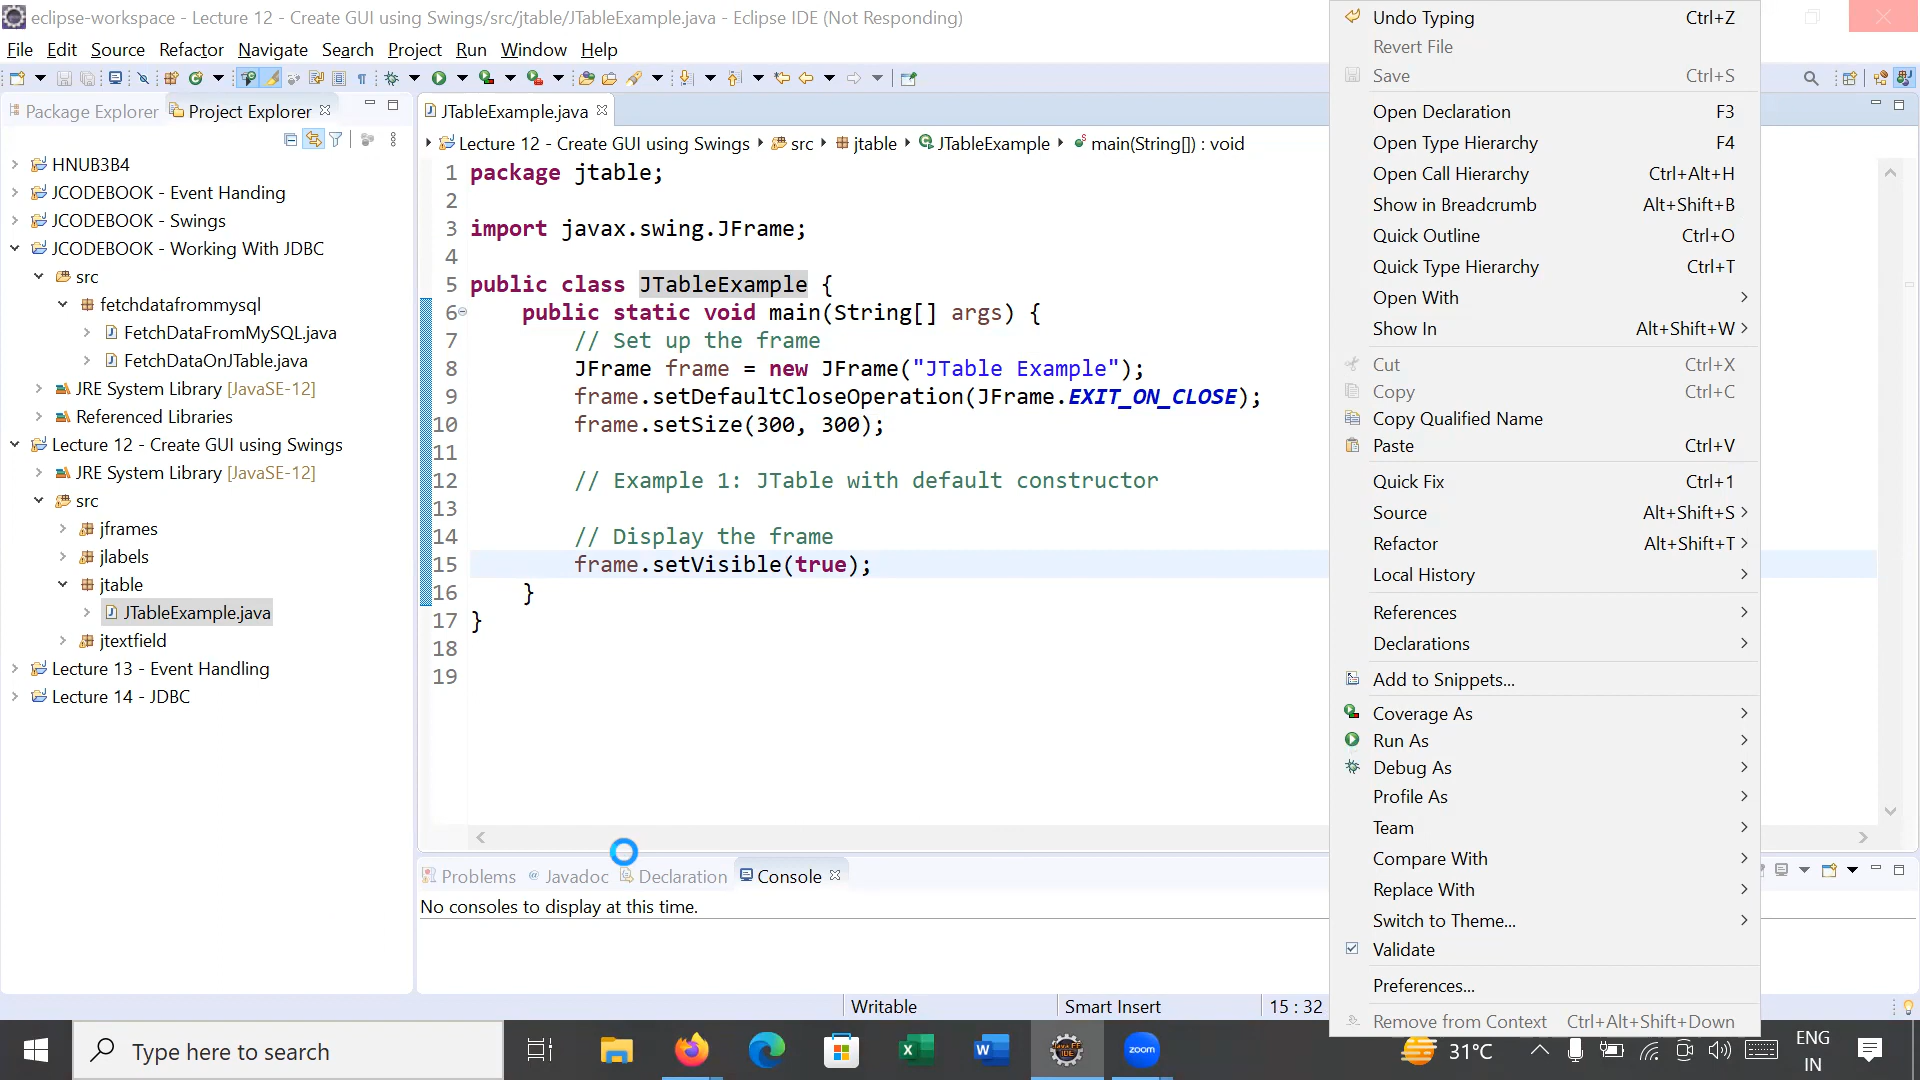 eclipse-workspace - Lecture 12 - Create GUI using Swings/src/jtable/JTableExample.java - Eclipse IDE (Not Responding)
File Edit Source Refactor Navigate Search Project Run Window Help
Package Explorer Project Explorer
HNUB3B4
JCODEBOOK - Event Handing
JCODEBOOK - Swings
JCODEBOOK - Working With JDBC
src
fetchdatafrommysql
FetchDataFromMySQL.java
FetchDataOnJTable.java
JRE System Library [JavaSE-12]
Referenced Libraries
Lecture 12 - Create GUI using Swings
JRE System Library [JavaSE-12]
src
jframes
jlabels
jtable
JTableExample.java
jtextfield
Lecture 13 - Event Handling
Lecture 14 - JDBC
JTableExample.java
Lecture 12 - Create GUI using Swings src jtable JTableExample main(String[]) : void
1 package jtable;
2
3 import javax.swing.JFrame;
4
5 public class JTableExample {
6 public static void main(String[] args) {
7 // Set up the frame
8 JFrame frame = new JFrame("JTable Example");
9 frame.setDefaultCloseOperation(JFrame.EXIT_ON_CLOSE);
10 frame.setSize(300, 300);
11
12 // Example 1: JTable with default constructor
13
14 // Display the frame
15 frame.setVisible(true);
16 }
17 }
18
19
Problems Javadoc Declaration Console
No consoles to display at this time.
Writable Smart Insert 15 : 32
Undo Typing Ctrl+Z
Revert File
Save Ctrl+S
Open Declaration F3
Open Type Hierarchy F4
Open Call Hierarchy Ctrl+Alt+H
Show in Breadcrumb Alt+Shift+B
Quick Outline Ctrl+O
Quick Type Hierarchy Ctrl+T
Open With
Show In Alt+Shift+W
Cut Ctrl+X
Copy Ctrl+C
Copy Qualified Name
Paste Ctrl+V
Quick Fix Ctrl+1
Source Alt+Shift+S
Refactor Alt+Shift+T
Local History
References
Declarations
Add to Snippets...
Coverage As
Run As
Debug As
Profile As
Team
Compare With
Replace With
Switch to Theme...
Validate
Preferences...
Remove from Context Ctrl+Alt+Shift+Down
Type here to search
Java EE
IDE
zoom
31°C
ENG
IN